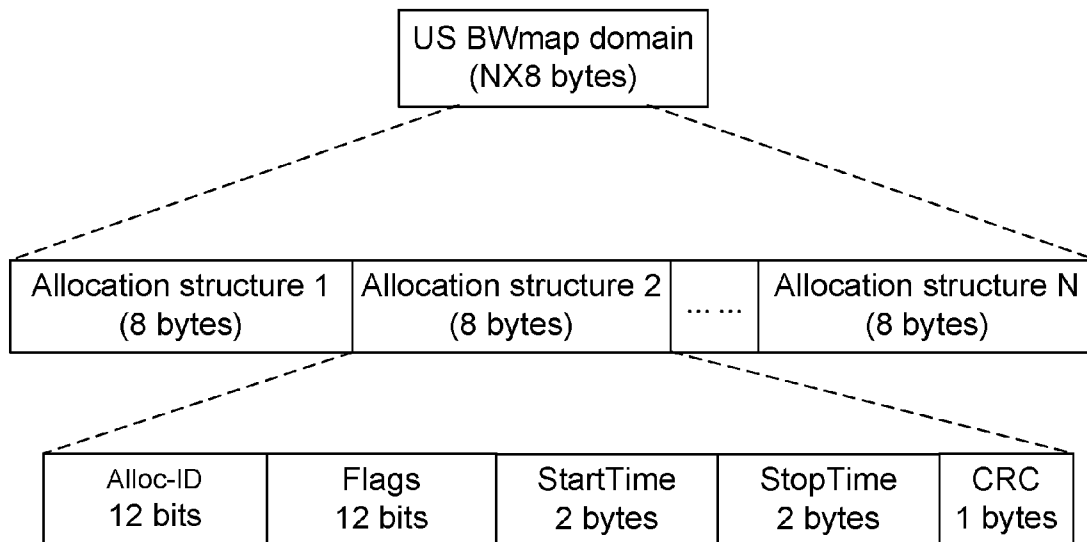 US BWmap domain
(NX8 bytes)
Allocation structure 1
(8 bytes)
Allocation structure 2
(8 bytes)
... ...
Allocation structure N
(8 bytes)
Alloc-ID
12 bits
Flags
12 bits
StartTime
2 bytes
StopTime
2 bytes
CRC
1 bytes